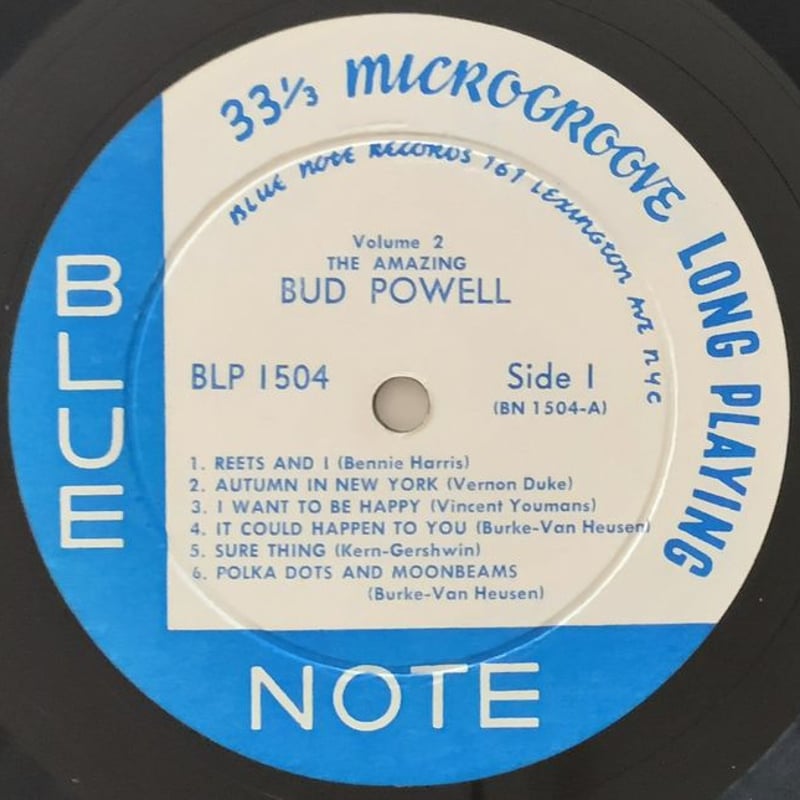 33⅓ MICROGROOVE LONG PLAYING
BLUE NOTE RECORDS 767 LEXINGTON AVE NYC
Volume 2
THE AMAZING
BUD POWELL
BLP 1504
Side 1
(BN 1504-A)
1. REETS AND I (Bennie Harris)
2. AUTUMN IN NEW YORK (Vernon Duke)
3. I WANT TO BE HAPPY (Vincent Youmans)
4. IT COULD HAPPEN TO YOU (Burke-Van Heusen)
5. SURE THING (Kern-Gershwin)
6. POLKA DOTS AND MOONBEAMS
(Burke-Van Heusen)
BLUE
NOTE